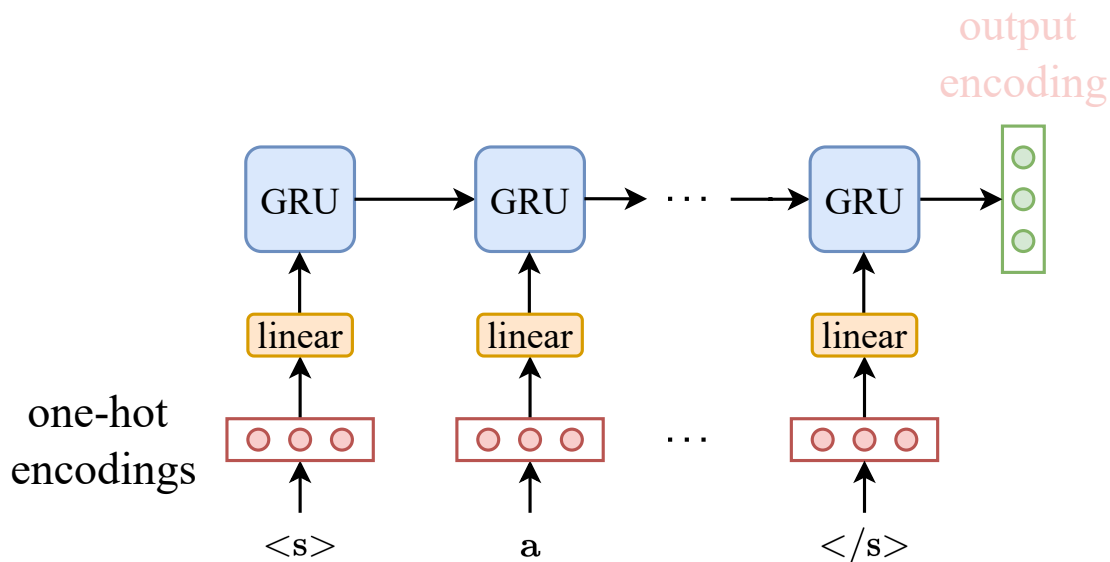 output
encoding
GRU GRU ... GRU
linear linear linear
one-hot
encodings
...
<s> a </s>